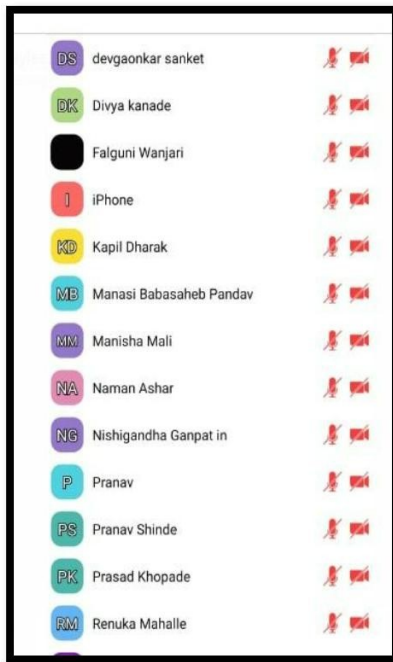 DS devgaonkar sanket
DK Divya kanade
Falguni Wanjari
I iPhone
KD Kapil Dharak
MB Manasi Babasaheb Pandav
MM Manisha Mali
NA Naman Ashar
NG Nishigandha Ganpat in
P Pranav
PS Pranav Shinde
PK Prasad Khopade
RM Renuka Mahalle